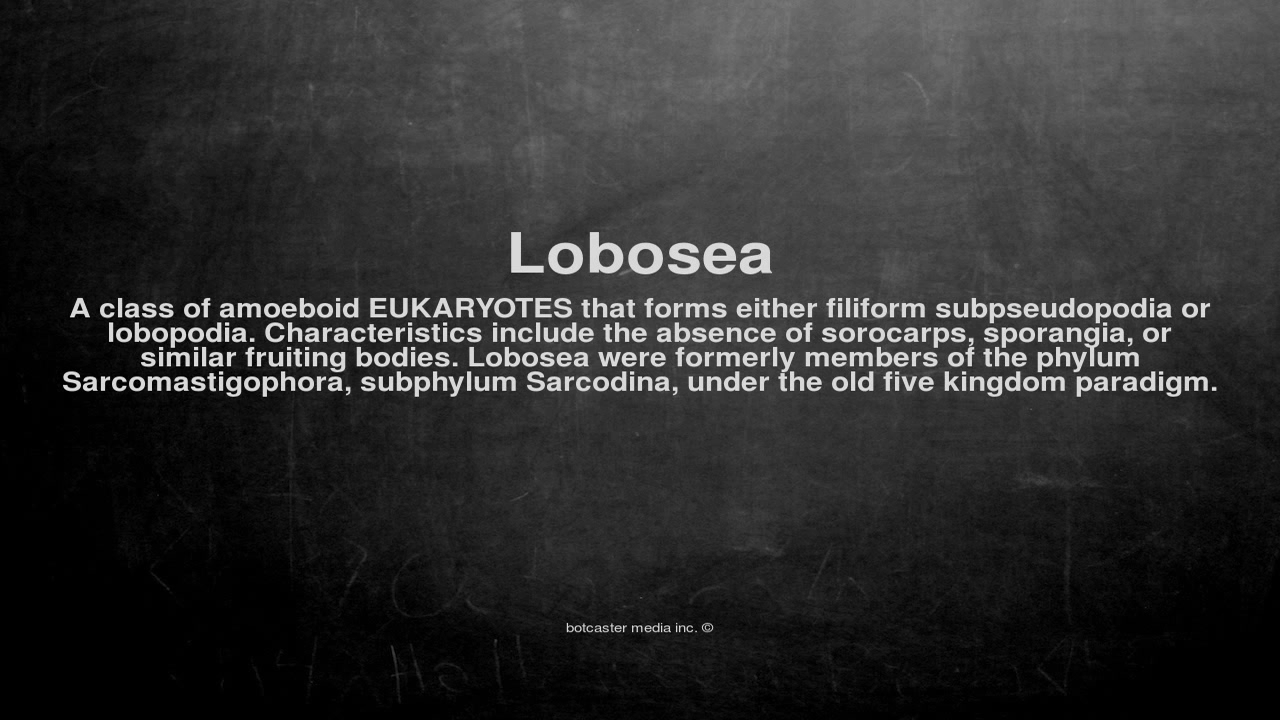 Lobosea
A class of amoeboid EUKARYOTES that forms either filiform subpseudopodia or
lobopodia. Characteristics include the absence of sorocarps, sporangia, or
similar fruiting bodies. Lobosea were formerly members of the phylum
Sarcomastigophora, subphylum Sarcodina, under the old five kingdom paradigm.
botcaster media inc. ©